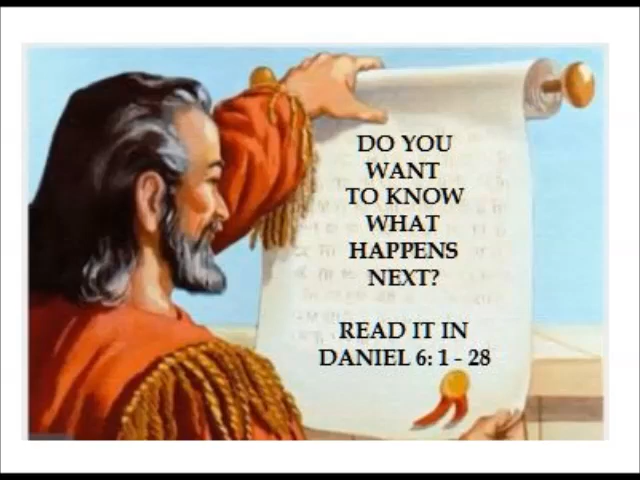 DO YOU
WANT
TO KNOW
WHAT
HAPPENS
NEXT?
READ IT IN
DANIEL 6: 1 - 28